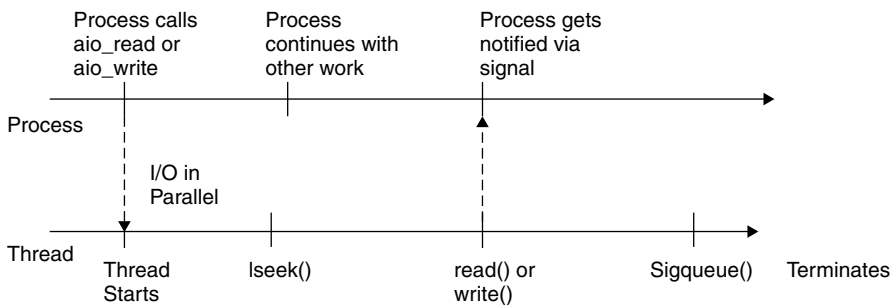 Process calls
aio_read or
aio_write
Process
continues with
other work
Process gets
notified via
signal
Process
I/O in
Parallel
Thread
Thread
Starts
lseek()
read() or
write()
Sigqueue()
Terminates